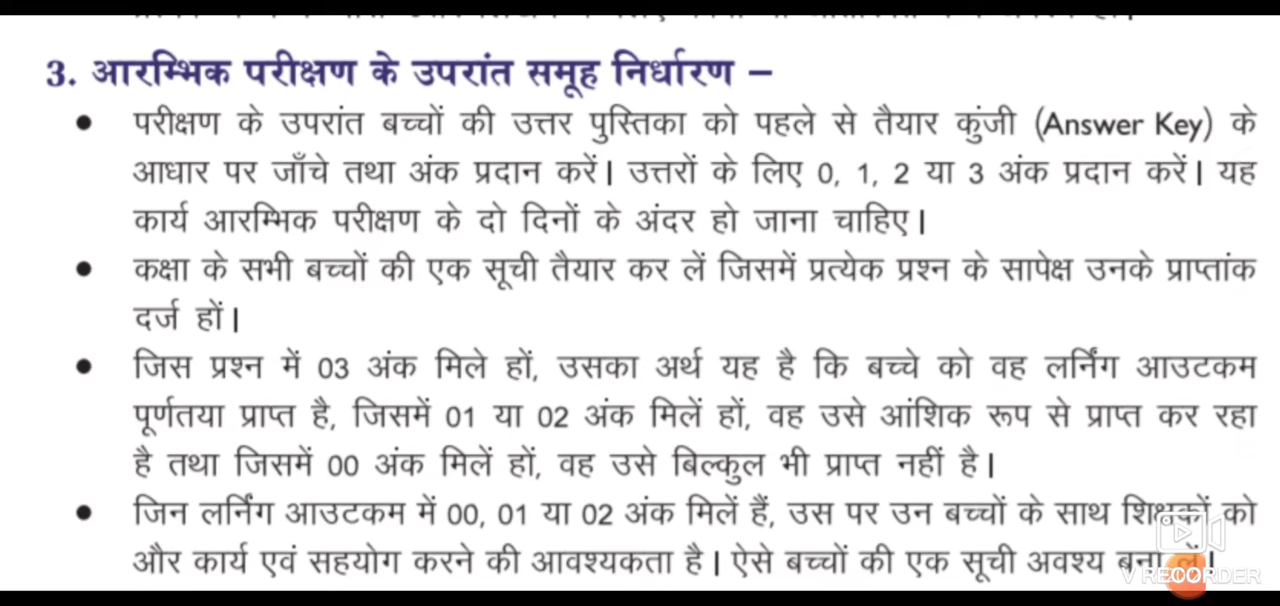 3. आरम्भिक परीक्षण के उपरांत समूह निर्धारण –
• परीक्षण के उपरांत बच्चों की उत्तर पुस्तिका को पहले से तैयार कुंजी (Answer Key) के
आधार पर जाँचे तथा अंक प्रदान करें। उत्तरों के लिए 0, 1, 2 या 3 अंक प्रदान करें। यह
कार्य आरम्भिक परीक्षण के दो दिनों के अंदर हो जाना चाहिए।
• कक्षा के सभी बच्चों की एक सूची तैयार कर लें जिसमें प्रत्येक प्रश्न के सापेक्ष उनके प्राप्तांक
दर्ज हों।
• जिस प्रश्न में 03 अंक मिले हों, उसका अर्थ यह है कि बच्चे को वह लर्निंग आउटकम
पूर्णतया प्राप्त है, जिसमें 01 या 02 अंक मिलें हों, वह उसे आंशिक रूप से प्राप्त कर रहा
है तथा जिसमें 00 अंक मिलें हों, वह उसे बिल्कुल भी प्राप्त नहीं है।
• जिन लर्निंग आउटकम में 00, 01 या 02 अंक मिलें हैं, उस पर उन बच्चों के साथ शिक्षकों को
और कार्य एवं सहयोग करने की आवश्यकता है। ऐसे बच्चों की एक सूची अवश्य बना लें।
V RECORDER